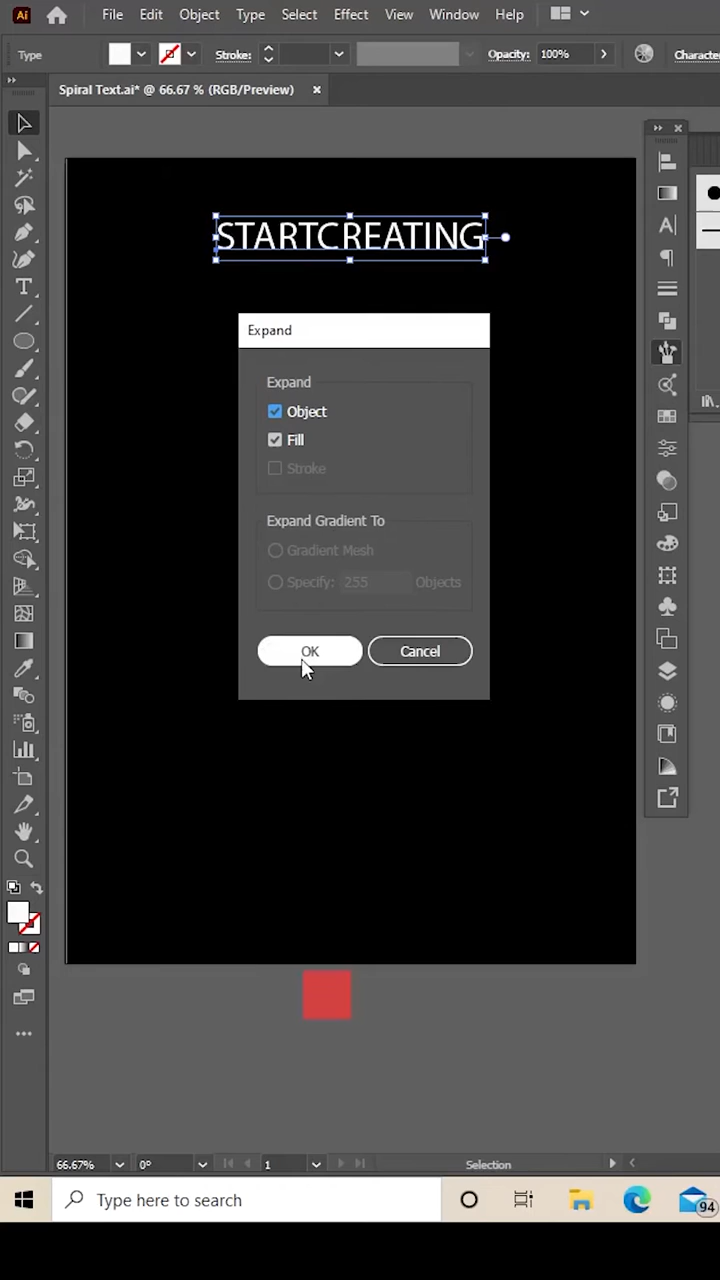 Ai File Edit Object Type Select Effect View Window Help
Type Stroke: Opacity: 100%
Spiral Text.ai* @ 66.67 % (RGB/Preview) ×
STARTCREATING
Expand
Expand
Object
Fill
Stroke
Expand Gradient To
Gradient Mesh
Specify: 255 Objects
OK Cancel
66.67% 0° 1 Selection
Type here to search
94